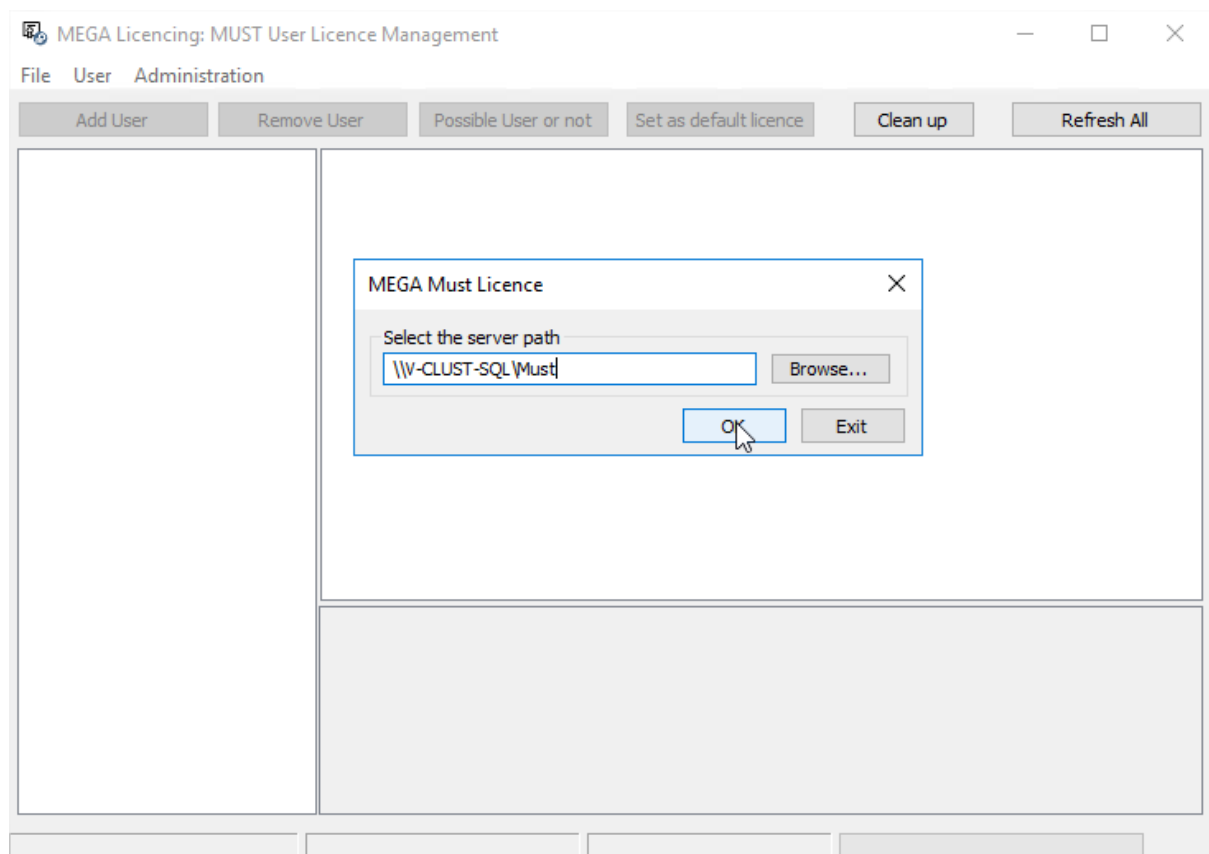 MEGA Licencing: MUST User Licence Management
File User Administration
Add User Remove User Possible User or not Set as default licence Clean up Refresh All
MEGA Must Licence
Select the server path
\\V-CLUST-SQL\Must
Browse...
OK Exit